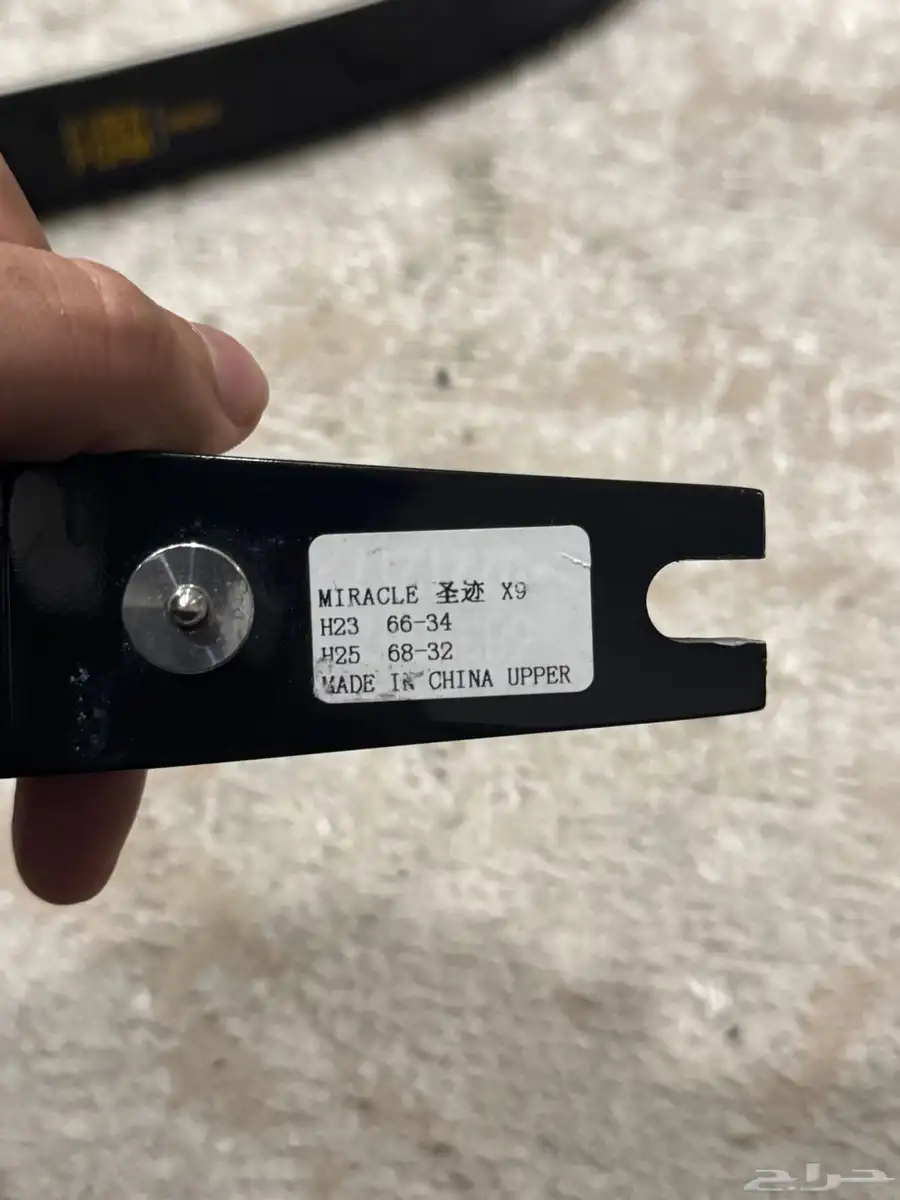 MIRACLE 圣迹 X9
H23 66-34
H25 68-32
MADE IN CHINA UPPER
حراج